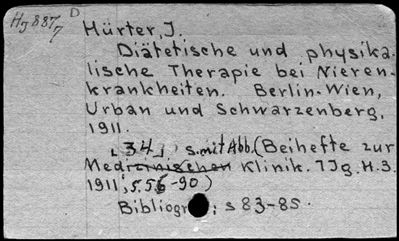 Hj 887/7 D
Hürter, J.
Diätetische und physika-
lische Therapie bei Nieren-
krankheiten. Berlin-Wien,
Urban und Schwarzenberg,
1911.
[34] S. mit Abb. (Beihefte zur
Medizinischen Klinik. 7 Jg. H. 3.
1911, S. 56-90)
Bibliogr.: S 83-85.